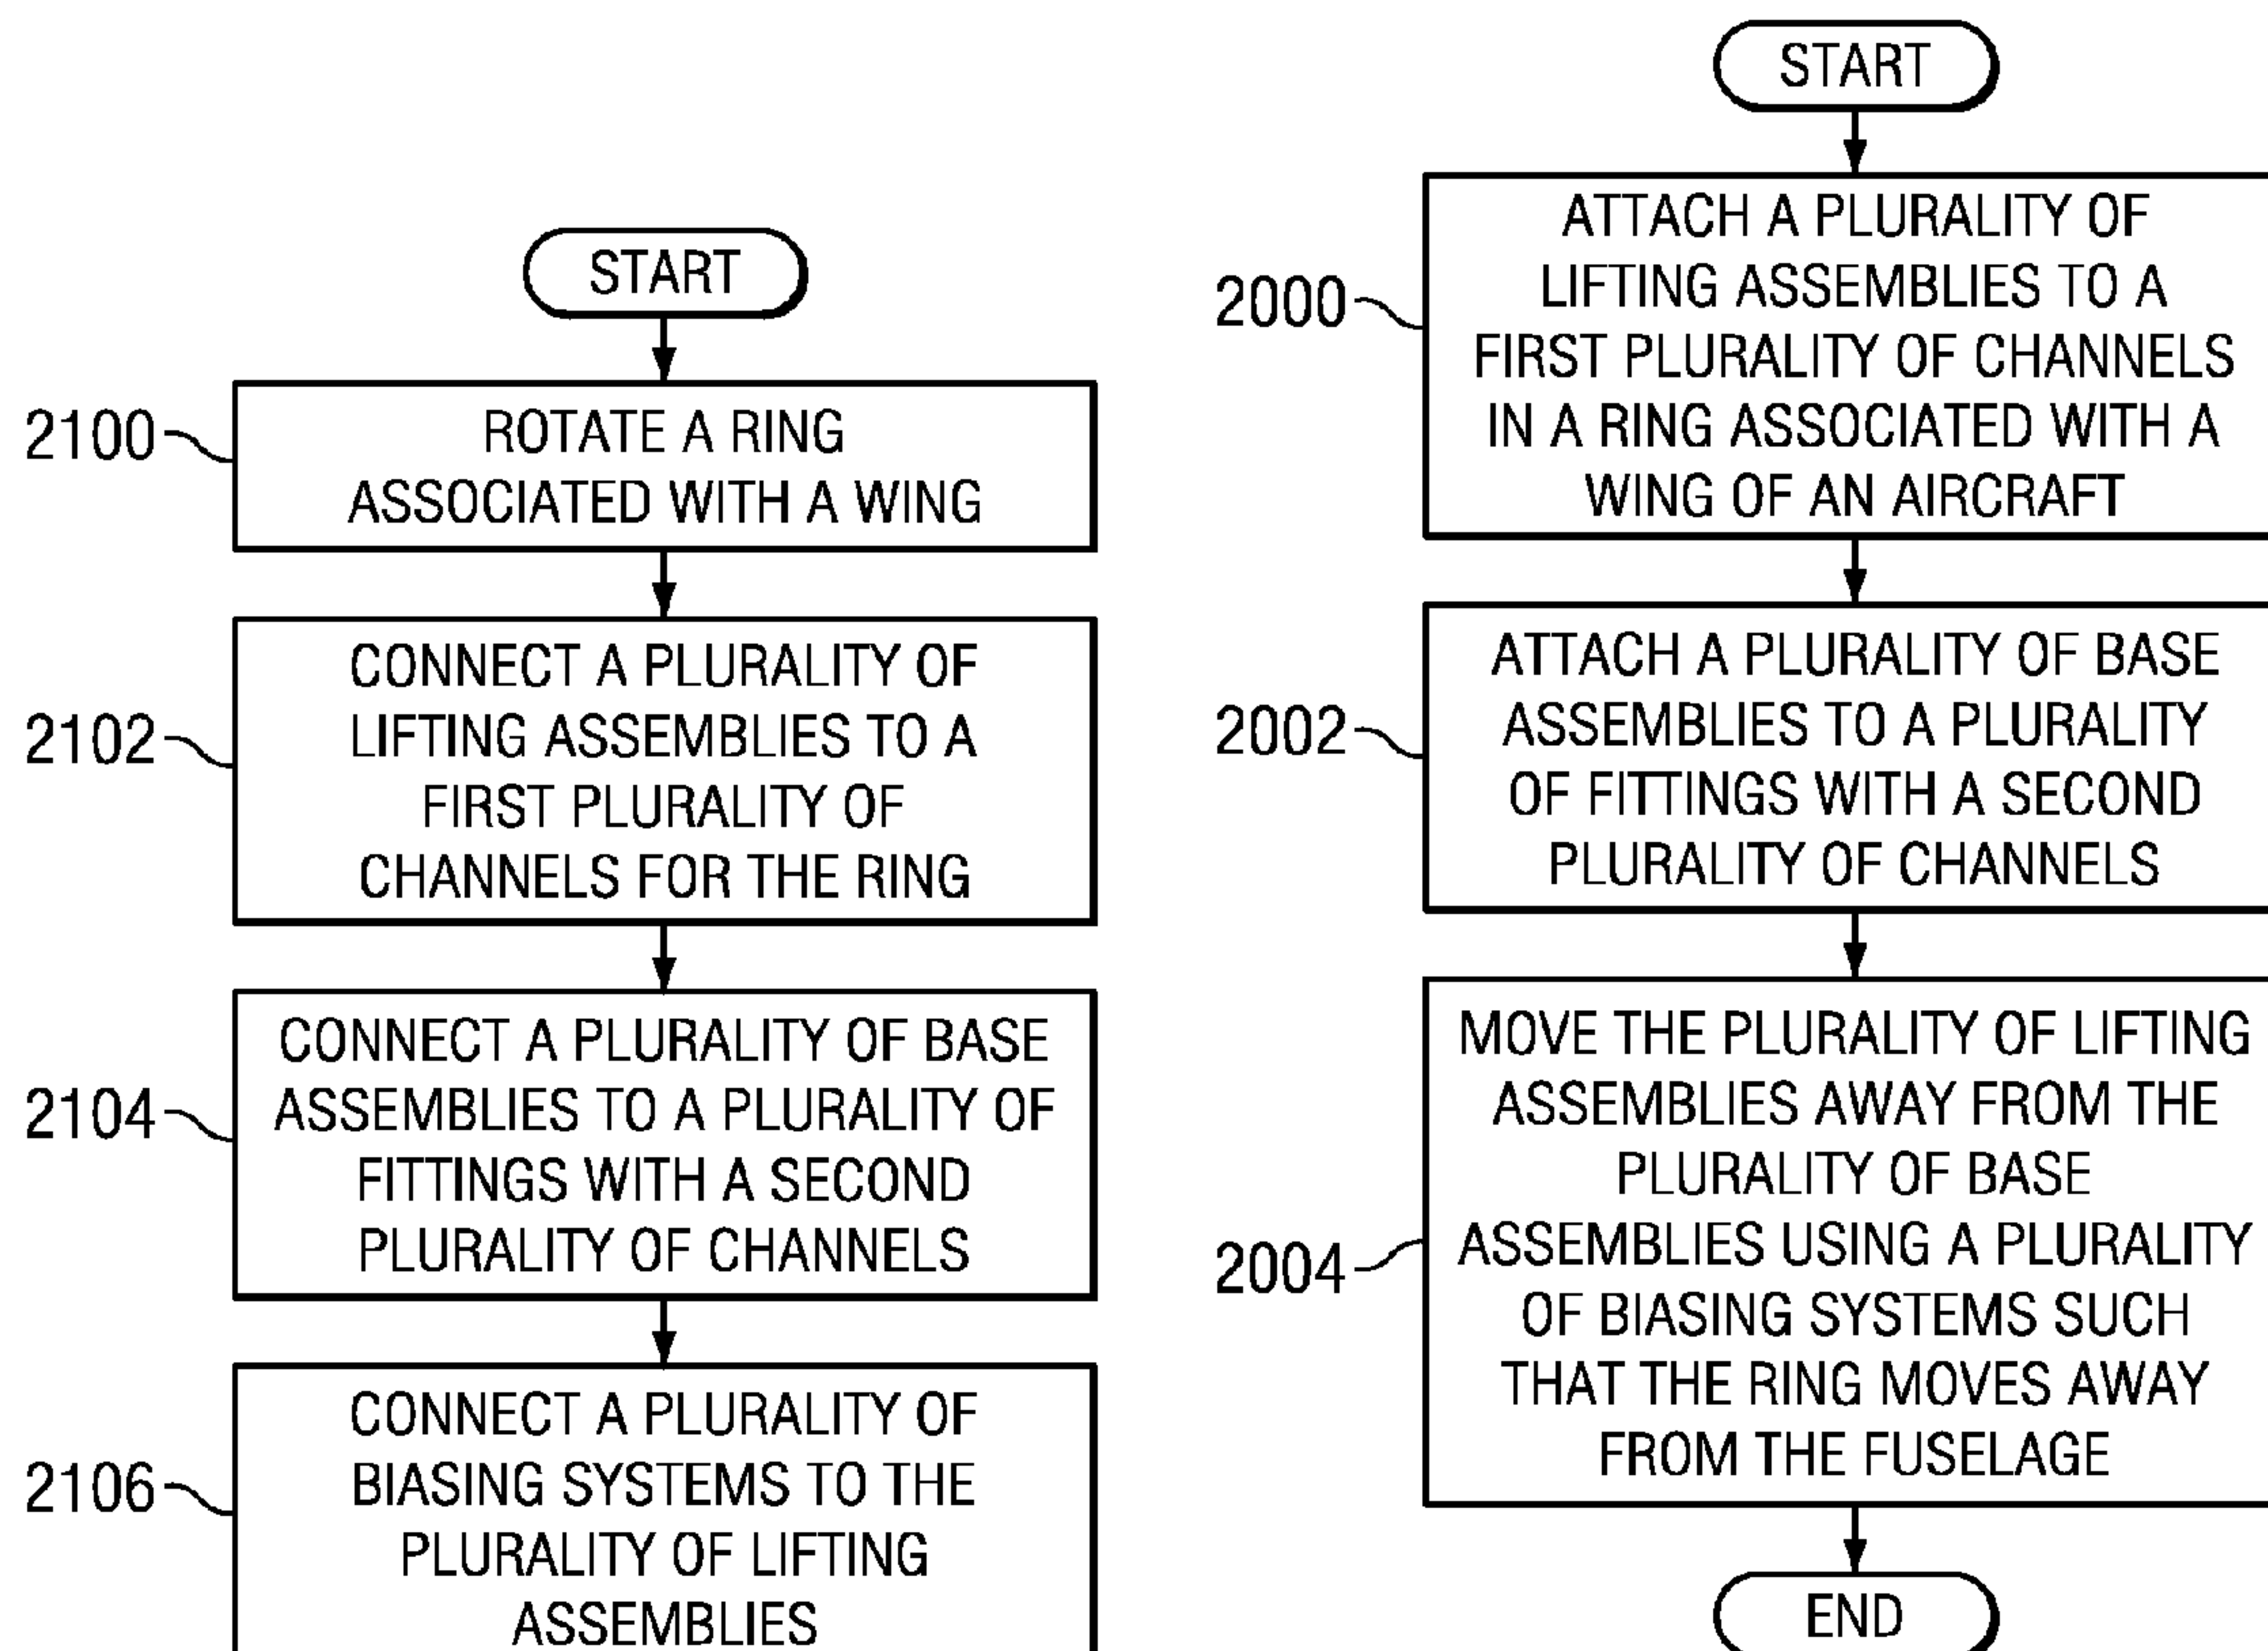 START
2100
ROTATE A RING
ASSOCIATED WITH A WING
2102
CONNECT A PLURALITY OF
LIFTING ASSEMBLIES TO A
FIRST PLURALITY OF
CHANNELS FOR THE RING
2104
CONNECT A PLURALITY OF BASE
ASSEMBLIES TO A PLURALITY OF
FITTINGS WITH A SECOND
PLURALITY OF CHANNELS
2106
CONNECT A PLURALITY OF
BIASING SYSTEMS TO THE
PLURALITY OF LIFTING
ASSEMBLIES
START
2000
ATTACH A PLURALITY OF
LIFTING ASSEMBLIES TO A
FIRST PLURALITY OF CHANNELS
IN A RING ASSOCIATED WITH A
WING OF AN AIRCRAFT
2002
ATTACH A PLURALITY OF BASE
ASSEMBLIES TO A PLURALITY
OF FITTINGS WITH A SECOND
PLURALITY OF CHANNELS
2004
MOVE THE PLURALITY OF LIFTING
ASSEMBLIES AWAY FROM THE
PLURALITY OF BASE
ASSEMBLIES USING A PLURALITY
OF BIASING SYSTEMS SUCH
THAT THE RING MOVES AWAY
FROM THE FUSELAGE
END